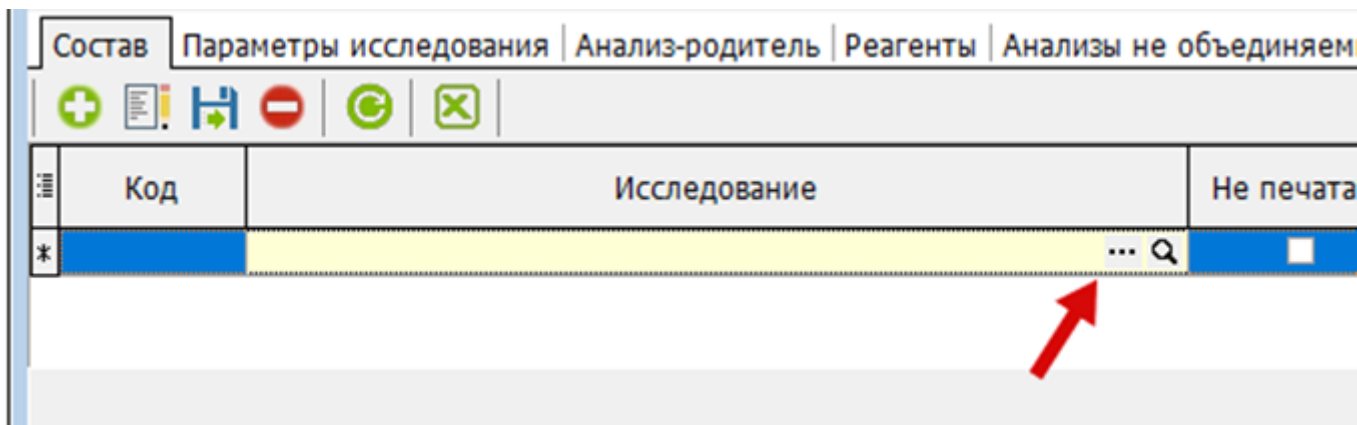 Состав Параметры исследования Анализ-родитель Реагенты Анализы не объединяем
Код Исследование Не печата
* ...